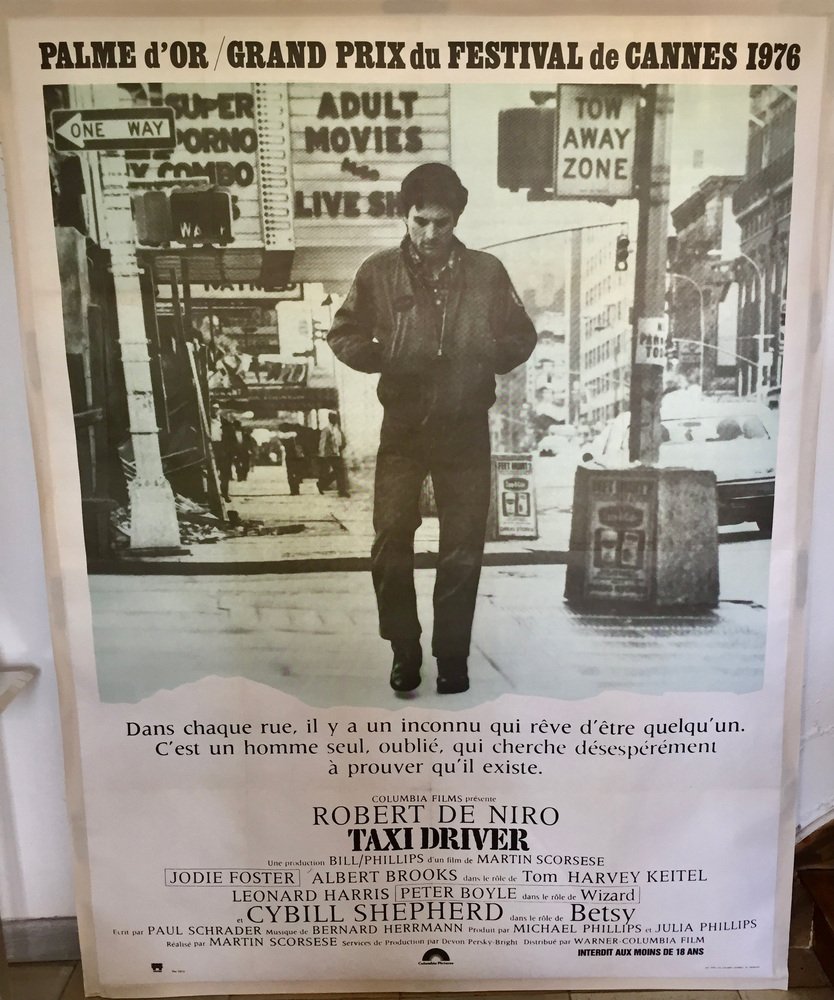 PALME d'OR / GRAND PRIX du FESTIVAL de CANNES 1976
ONE WAY
SUPER
PORNO
COMBO
ADULT
MOVIES
LIVE SH
TOW
AWAY
ZONE
Dans chaque rue, il y a un inconnu qui rêve d'être quelqu'un.
C'est un homme seul, oublié, qui cherche désespérément
à prouver qu'il existe.
COLUMBIA FILMS présente
ROBERT DE NIRO
TAXI DRIVER
Une production BILL/PHILLIPS d'un film de MARTIN SCORSESE
JODIE FOSTER ALBERT BROOKS dans le rôle de Tom HARVEY KEITEL
LEONARD HARRIS PETER BOYLE dans le rôle de Wizard
et CYBILL SHEPHERD dans le rôle de Betsy
Ecrit par PAUL SCHRADER Musique de BERNARD HERRMANN Produit par MICHAEL PHILLIPS et JULIA PHILLIPS
Réalisé par MARTIN SCORSESE Services de Production par Devon Persky-Bright Distribué par WARNER-COLUMBIA FILM
Columbia Pictures
INTERDIT AUX MOINS DE 18 ANS